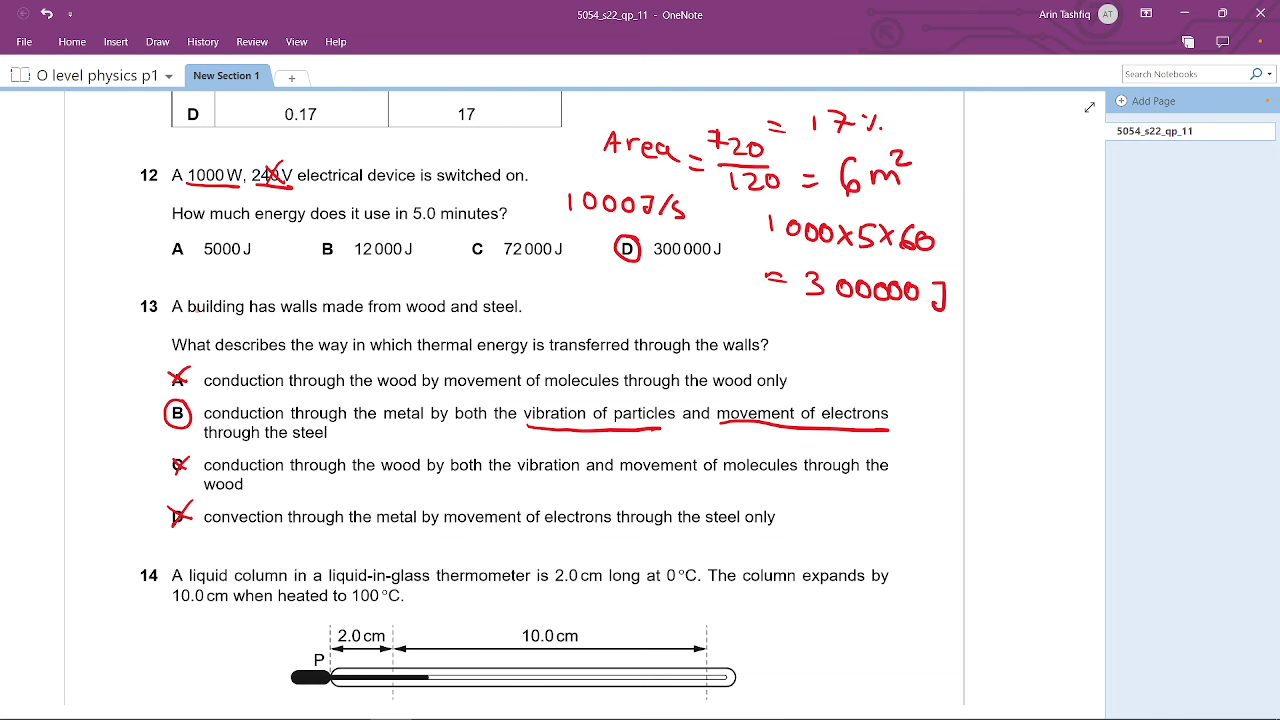 5054_s22_qp_11 - OneNote
Arin Tashfiq
AT
File Home Insert Draw History Review View Help
O level physics p1
New Section 1
Search Notebooks
Add Page
5054_s22_qp_11
D 0.17 17
= 17%
Area = 720/120 = 6m²
12 A 1000 W, 240 V electrical device is switched on.
1000J/s
How much energy does it use in 5.0 minutes?
1000×5×60
A 5000 J B 12 000 J C 72 000 J D 300 000 J
= 300000 J
13 A building has walls made from wood and steel.
What describes the way in which thermal energy is transferred through the walls?
A conduction through the wood by movement of molecules through the wood only
B conduction through the metal by both the vibration of particles and movement of electrons
through the steel
C conduction through the wood by both the vibration and movement of molecules through the
wood
D convection through the metal by movement of electrons through the steel only
14 A liquid column in a liquid-in-glass thermometer is 2.0 cm long at 0 °C. The column expands by
10.0 cm when heated to 100 °C.
2.0 cm 10.0 cm
P